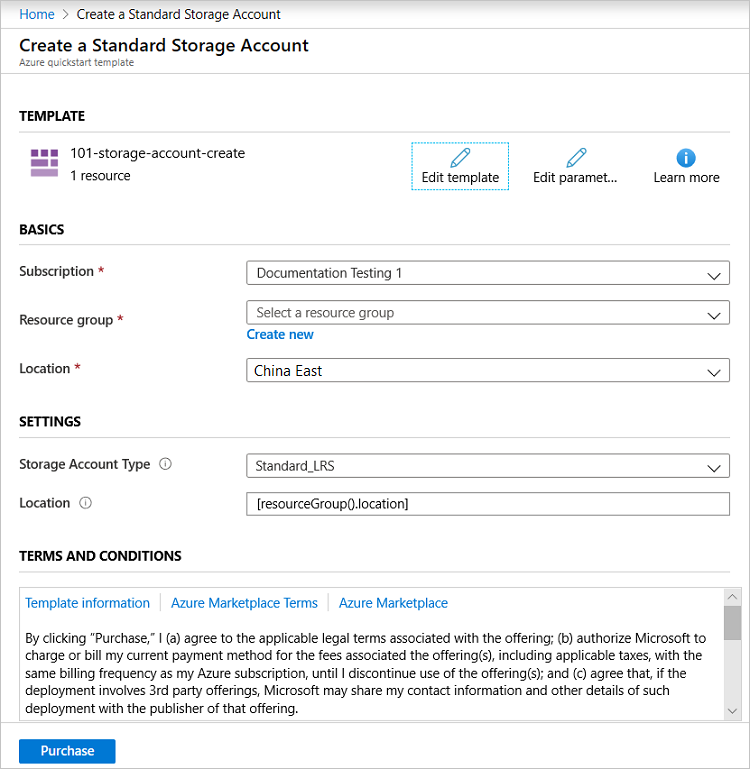 Home > Create a Standard Storage Account
Create a Standard Storage Account
Azure quickstart template
TEMPLATE
101-storage-account-create
1 resource
Edit template
Edit paramet...
Learn more
BASICS
Subscription *
Documentation Testing 1
Resource group *
Select a resource group
Create new
Location *
China East
SETTINGS
Storage Account Type
Standard_LRS
Location
[resourceGroup().location]
TERMS AND CONDITIONS
Template information
Azure Marketplace Terms
Azure Marketplace
By clicking "Purchase," I (a) agree to the applicable legal terms associated with the offering; (b) authorize Microsoft to
charge or bill my current payment method for the fees associated the offering(s), including applicable taxes, with the
same billing frequency as my Azure subscription, until I discontinue use of the offering(s); and (c) agree that, if the
deployment involves 3rd party offerings, Microsoft may share my contact information and other details of such
deployment with the publisher of that offering.
Purchase